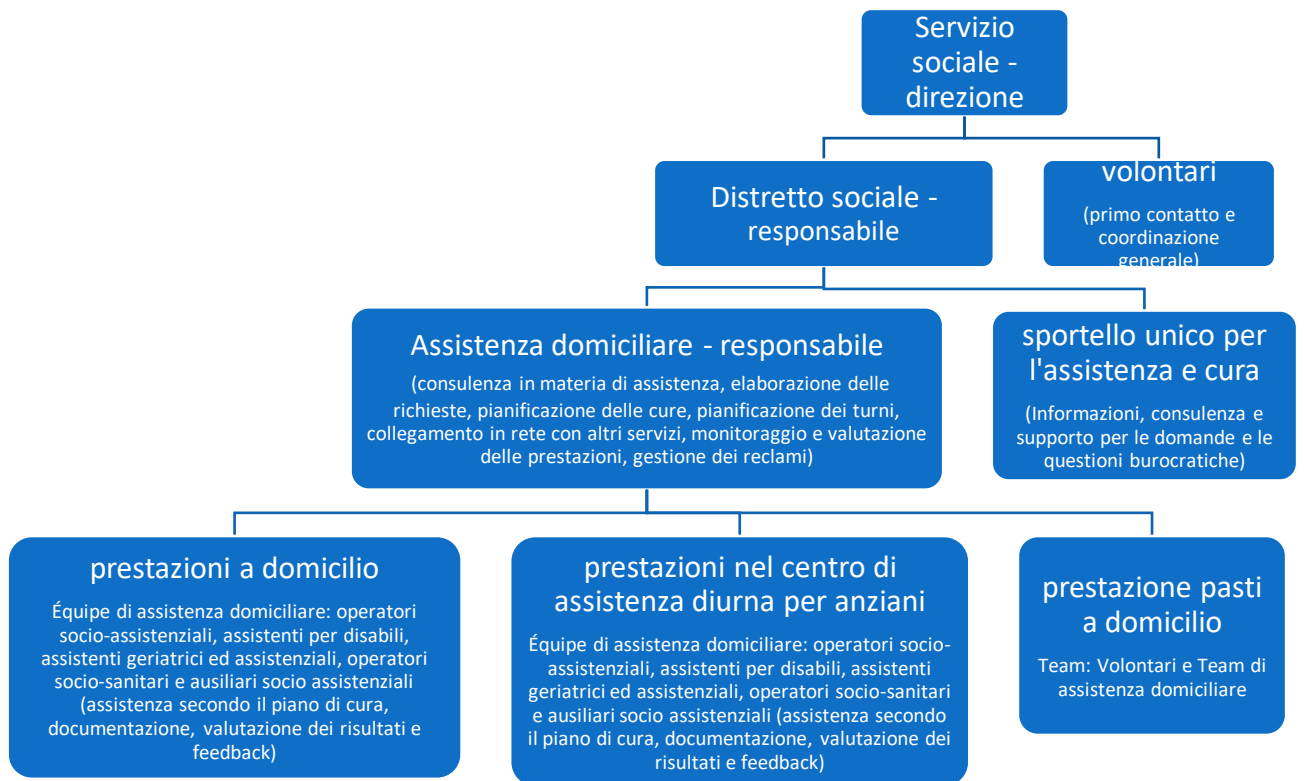 Servizio
sociale -
direzione
Distretto sociale -
responsabile
volontari
(primo contatto e
coordinazione
generale)
Assistenza domiciliare - responsabile
(consulenza in materia di assistenza, elaborazione delle
richieste, pianificazione delle cure, pianificazione dei turni,
collegamento in rete con altri servizi, monitoraggio e valutazione
delle prestazioni, gestione dei reclami)
sportello unico per
l'assistenza e cura
(Informazioni, consulenza e
supporto per le domande e le
questioni burocratiche)
prestazioni a domicilio
Équipe di assistenza domiciliare: operatori
socio-assistenziali, assistenti per disabili,
assistenti geriatrici ed assistenziali, operatori
socio-sanitari e ausiliari socio assistenziali
(assistenza secondo il piano di cura,
documentazione, valutazione dei risultati e
feedback)
prestazioni nel centro di
assistenza diurna per anziani
Équipe di assistenza domiciliare: operatori socio-
assistenziali, assistenti per disabili, assistenti
geriatrici ed assistenziali, operatori socio-sanitari
e ausiliari socio assistenziali (assistenza secondo
il piano di cura, documentazione, valutazione dei
risultati e feedback)
prestazione pasti
a domicilio
Team: Volontari e Team di
assistenza domiciliare